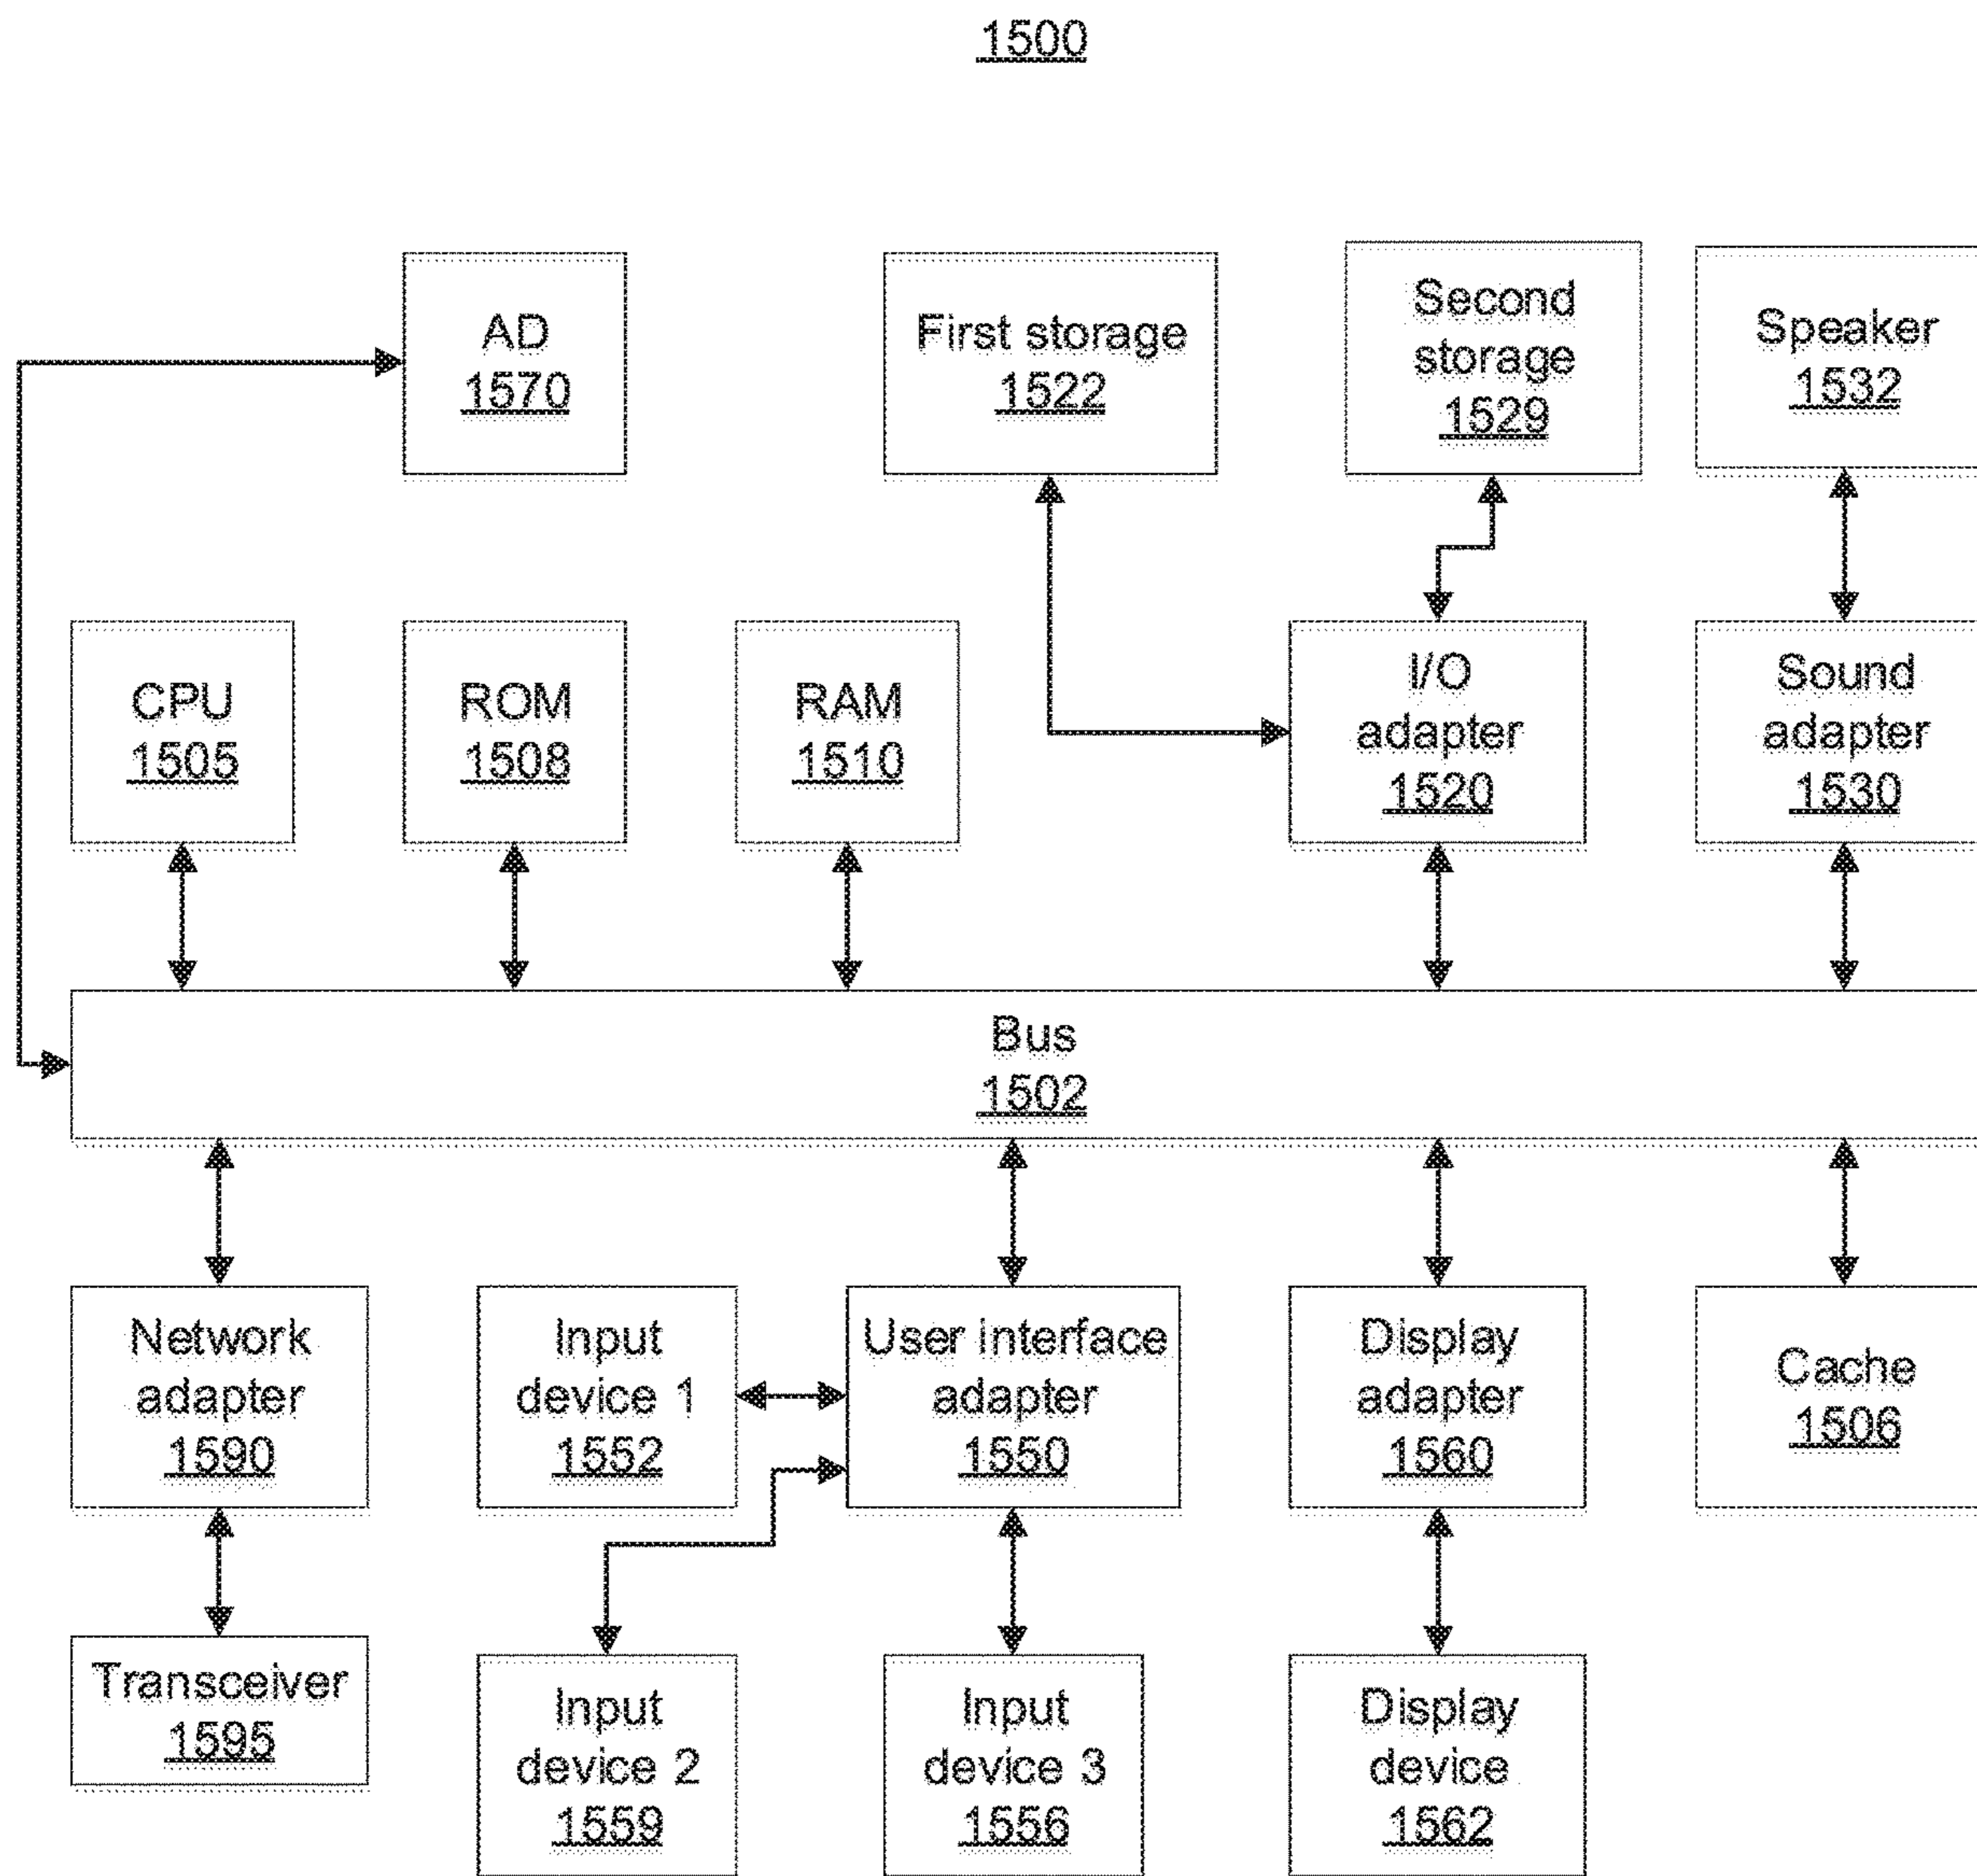 1500
AD
1570
First storage
1522
Second
storage
1529
Speaker
1532
CPU
1505
ROM
1508
RAM
1510
I/O
adapter
1520
Sound
adapter
1530
Bus
1502
Network
adapter
1590
Input
device 1
1552
User interface
adapter
1550
Display
adapter
1560
Cache
1506
Transceiver
1595
Input
device 2
1559
Input
device 3
1556
Display
device
1562